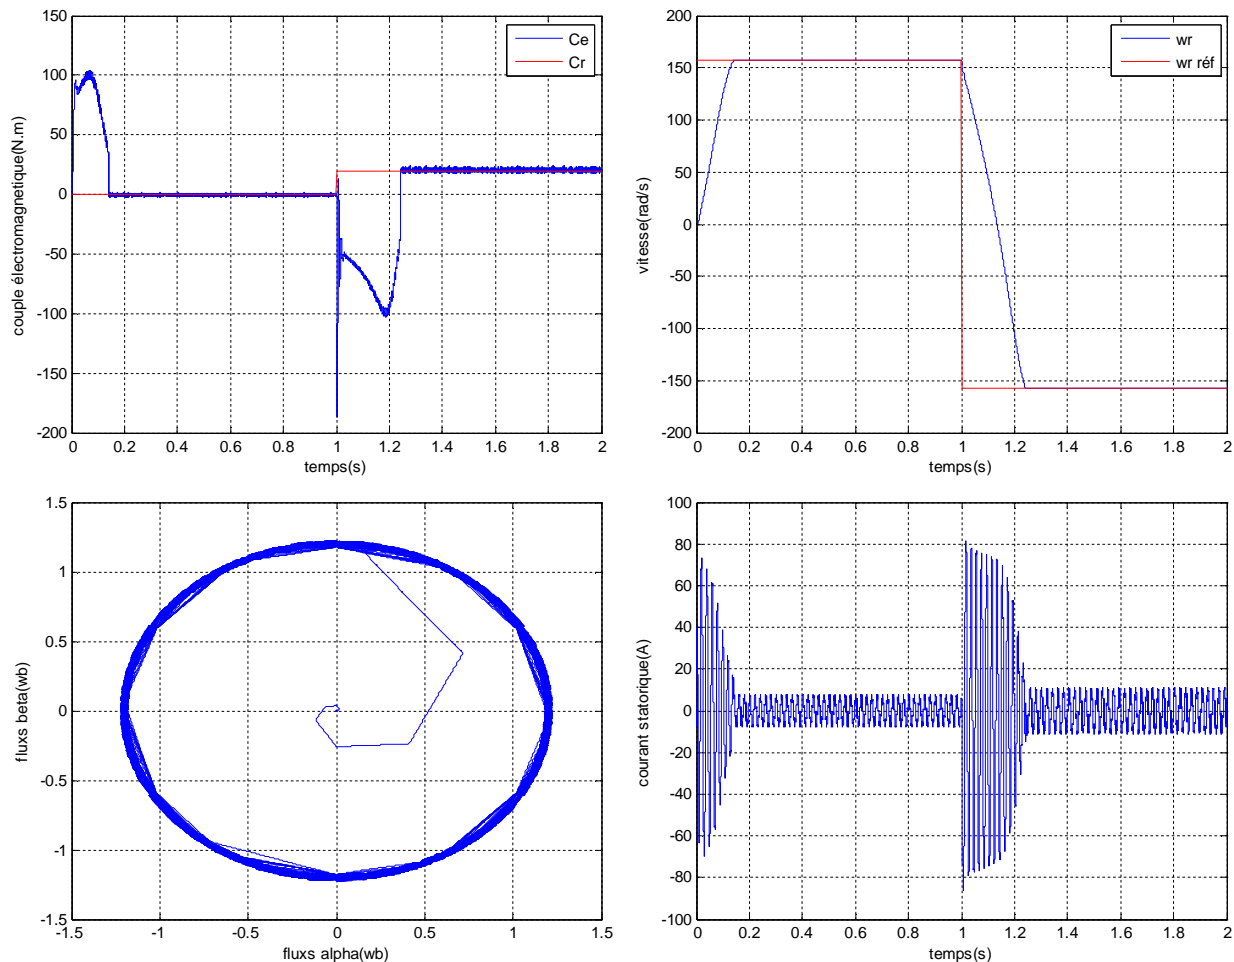 150
100
50
0
-50
-100
-150
-200
couple électromagnetique(N.m)
Ce
Cr
0 0.2 0.4 0.6 0.8 1 1.2 1.4 1.6 1.8 2
temps(s)
200
150
100
50
0
-50
-100
-150
-200
vitesse(rad/s)
wr
wr réf
0 0.2 0.4 0.6 0.8 1 1.2 1.4 1.6 1.8 2
temps(s)
1.5
1
0.5
0
-0.5
-1
-1.5
fluxs beta(wb)
-1.5 -1 -0.5 0 0.5 1 1.5
fluxs alpha(wb)
100
80
60
40
20
0
-20
-40
-60
-80
-100
courant statorique(A)
0 0.2 0.4 0.6 0.8 1 1.2 1.4 1.6 1.8 2
temps(s)